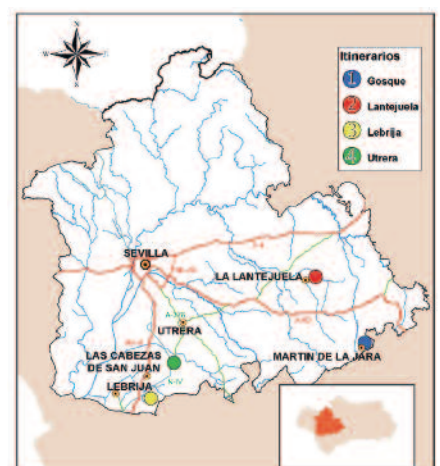 N
W
E
S
Itinerarios
1 Gosque
2 Lantejuela
3 Lebrija
4 Utrera
SEVILLA
LA LANTEJUELA
UTRERA
MARTIN DE LA JARA
LAS CABEZAS
DE SAN JUAN
N-IV
LEBRIJA